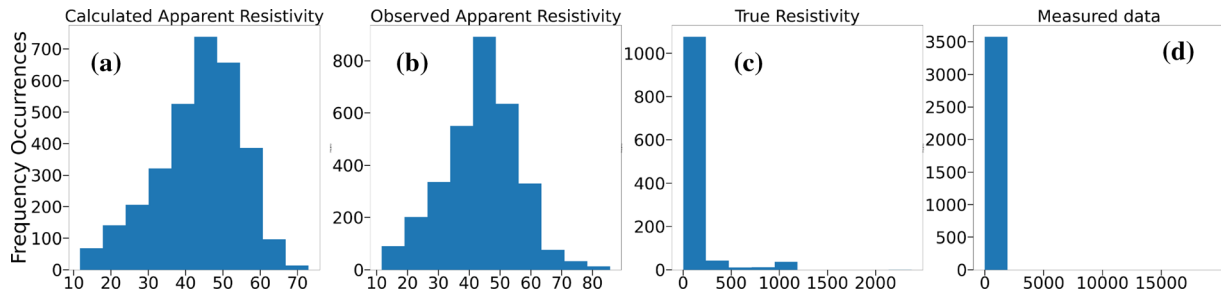 Calculated Apparent Resistivity
Frequency Occurrences
(a)
700
600
500
400
300
200
100
0
10 20 30 40 50 60 70
Observed Apparent Resistivity
(b)
800
600
400
200
0
10 20 30 40 50 60 70 80
True Resistivity
(c)
1000
800
600
400
200
0
0 500 1000 1500 2000
Measured data
(d)
3500
3000
2500
2000
1500
1000
500
0
0 5000 10000 15000